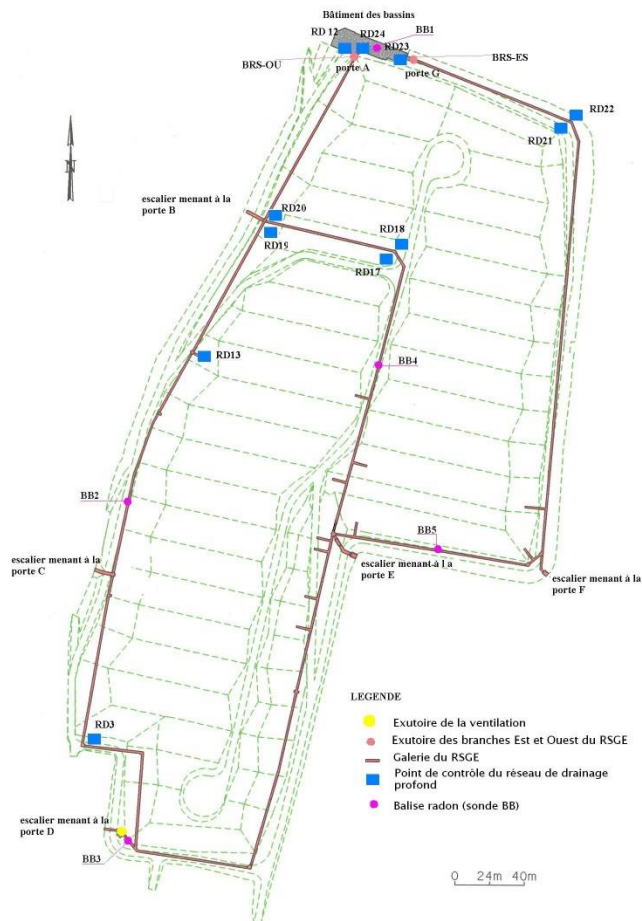 Bâtiment des bassins
RD 12
RD24
BB1
RD23
BRS-OU
BRS-ES
porte A
porte G
RD22
RD21
N
escalier menant à la
porte B
RD20
RD19
RD18
RD17
RD13
BB4
BB2
BB5
escalier menant à la
porte C
escalier menant à l a
porte E
escalier menant à la
porte F
LEGENDE
Exutoire de la ventilation
Exutoire des branches Est et Ouest du RSGE
Galerie du RSGE
Point de contrôle du réseau de drainage
profond
Balise radon (sonde BB)
RD3
escalier menant à la
porte D
BB3
0 24m 40m